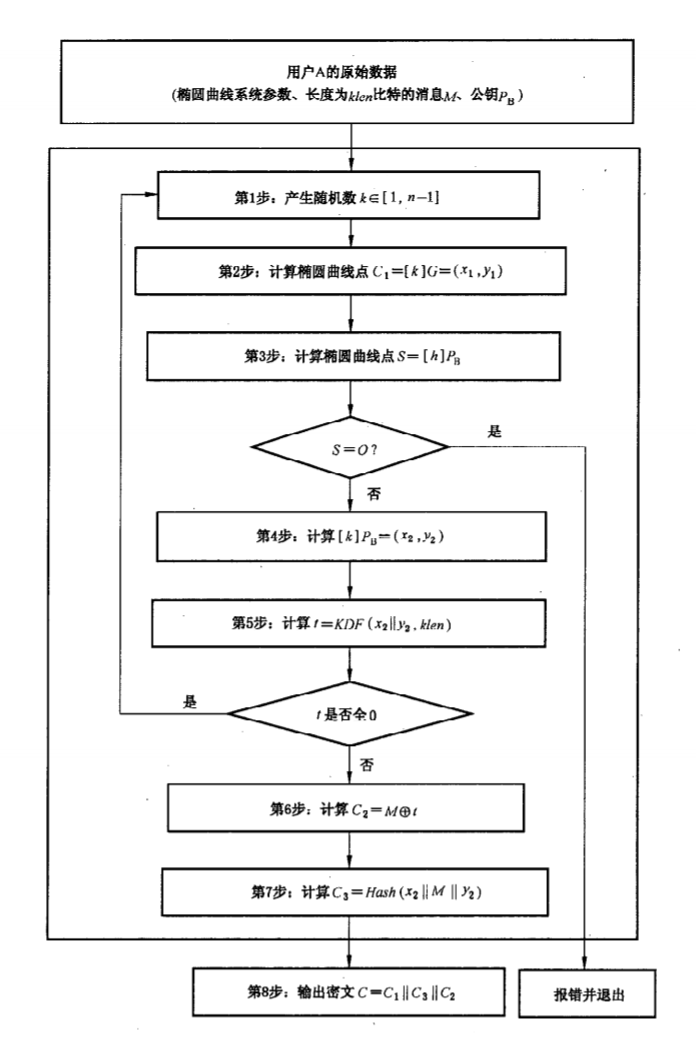 用户A的原始数据
(椭圆曲线系统参数、长度为klen比特的消息M、公钥P_B)
第1步：产生随机数k∈[1, n−1]
第2步：计算椭圆曲线点C₁=[k]G=(x₁,y₁)
第3步：计算椭圆曲线点S=[h]P_B
S=O?
是
否
第4步：计算[k]P_B=(x₂,y₂)
第5步：计算t=KDF(x₂||y₂,klen)
是
t是否全0
否
第6步：计算C₂=M⊕t
第7步：计算C₃=Hash(x₂||M||y₂)
第8步：输出密文C=C₁||C₃||C₂
报错并退出